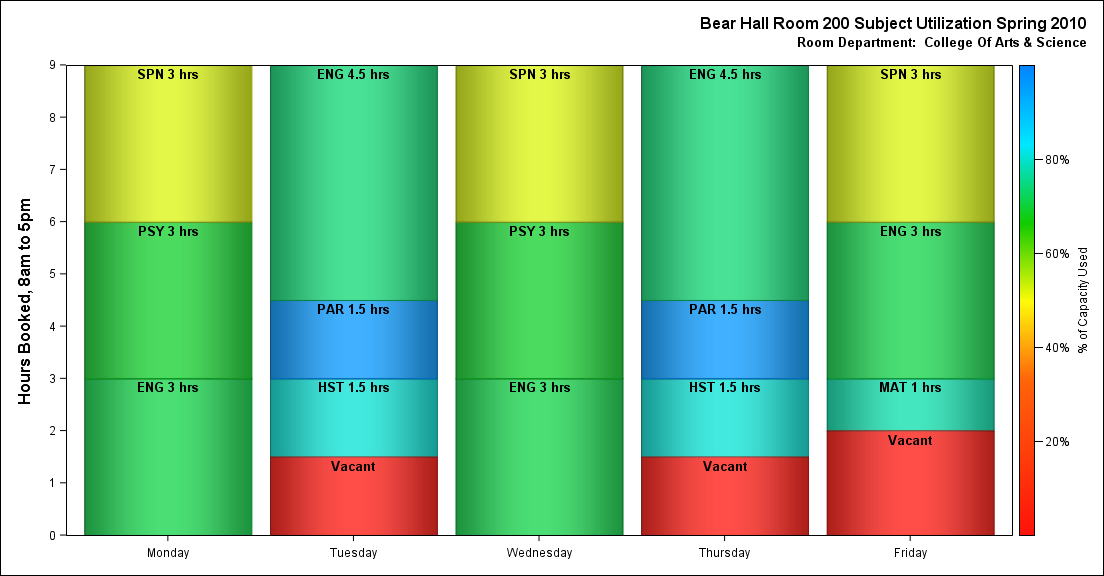 Bear Hall Room 200 Subject Utilization Spring 2010
Room Department: College Of Arts & Science
Hours Booked, 8am to 5pm
9
8
7
6
5
4
3
2
1
0
SPN 3 hrs
PSY 3 hrs
ENG 3 hrs
Monday
ENG 4.5 hrs
PAR 1.5 hrs
HST 1.5 hrs
Vacant
Tuesday
SPN 3 hrs
PSY 3 hrs
ENG 3 hrs
Wednesday
ENG 4.5 hrs
PAR 1.5 hrs
HST 1.5 hrs
Vacant
Thursday
SPN 3 hrs
ENG 3 hrs
MAT 1 hrs
Vacant
Friday
80%
60%
40%
20%
% of Capacity Used